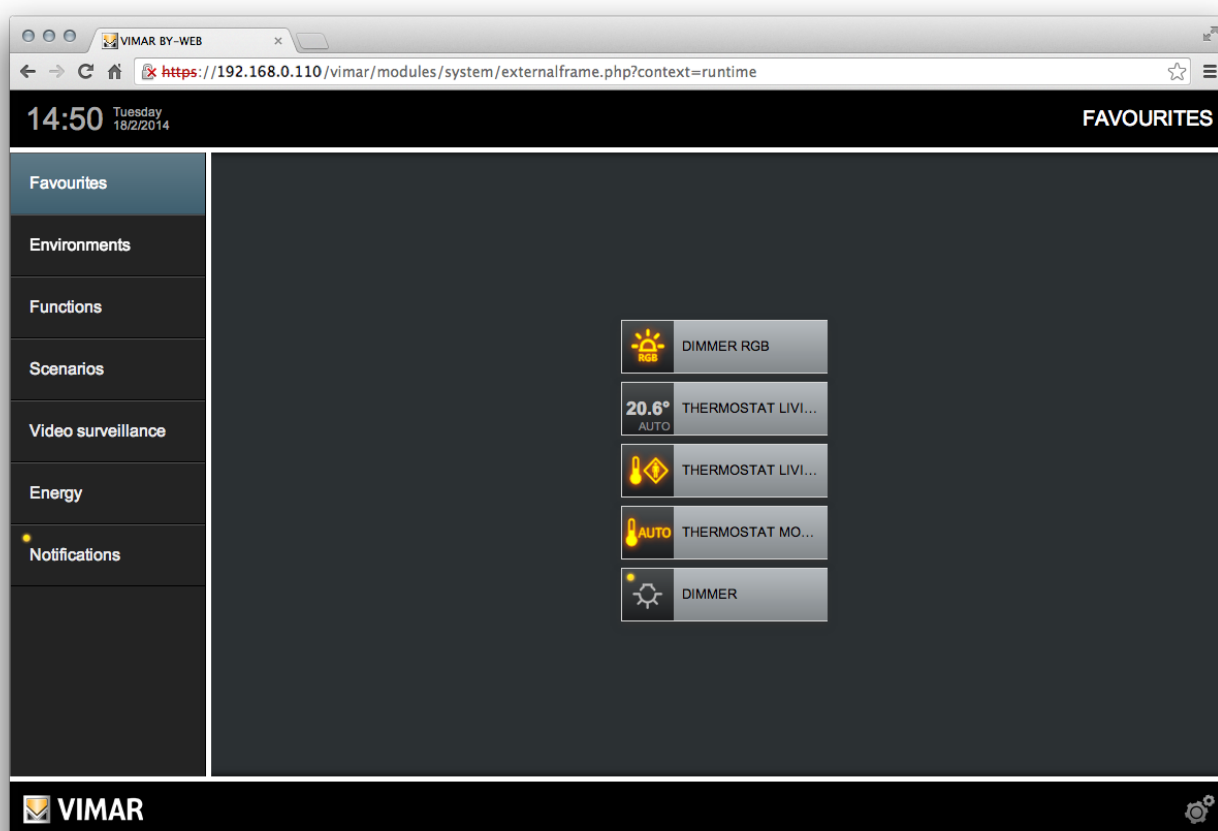 VIMAR BY-WEB
https://192.168.0.110/vimar/modules/system/externalframe.php?context=runtime
14:50 Tuesday
18/2/2014
FAVOURITES
Favourites
Environments
Functions
Scenarios
Video surveillance
Energy
Notifications
RGB
DIMMER RGB
20.6°
AUTO
THERMOSTAT LIVI...
THERMOSTAT LIVI...
AUTO
THERMOSTAT MO...
DIMMER
VIMAR